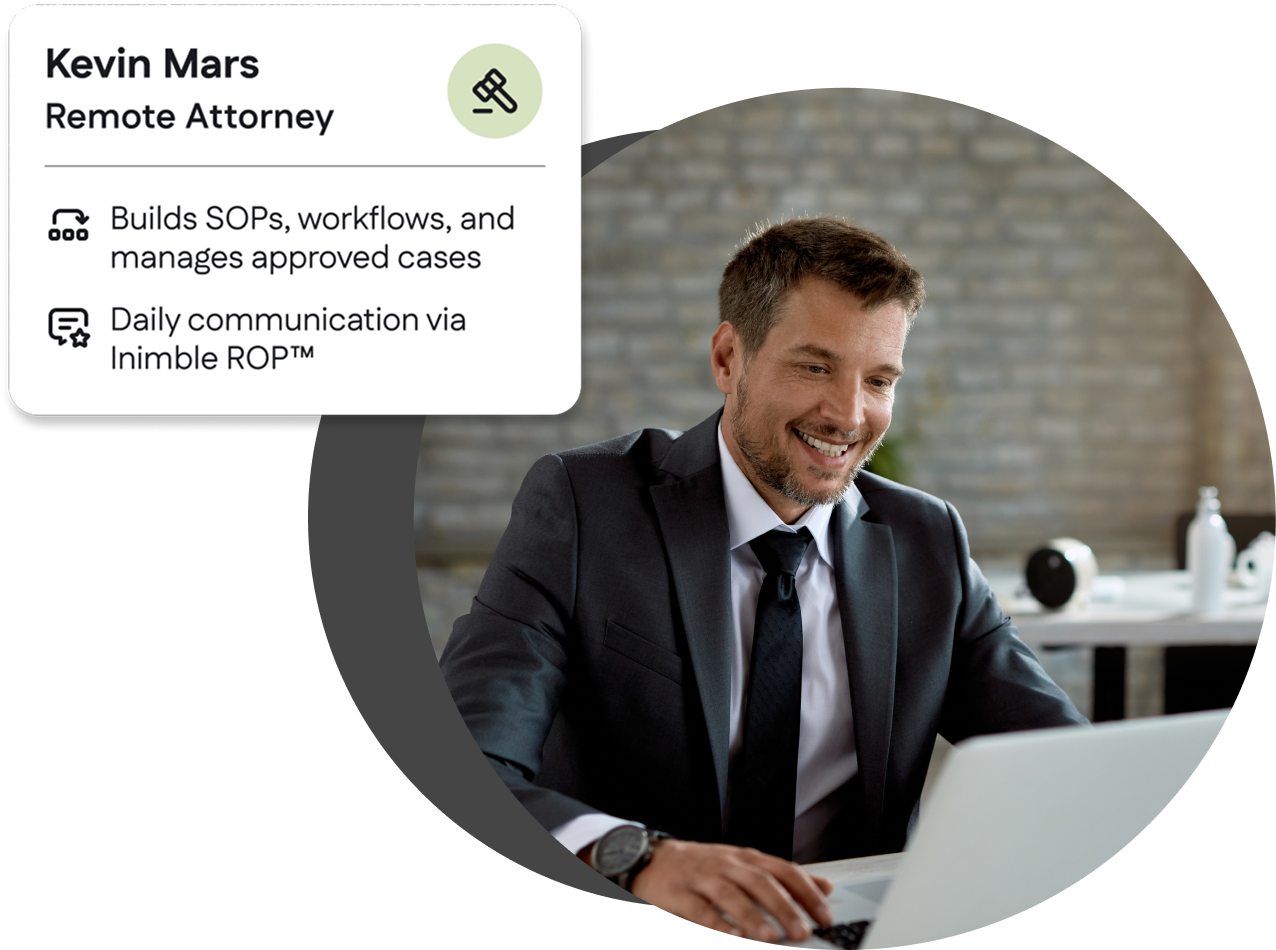 Kevin Mars
Remote Attorney
Builds SOPs, workflows, and
manages approved cases
Daily communication via
Inimble ROP™